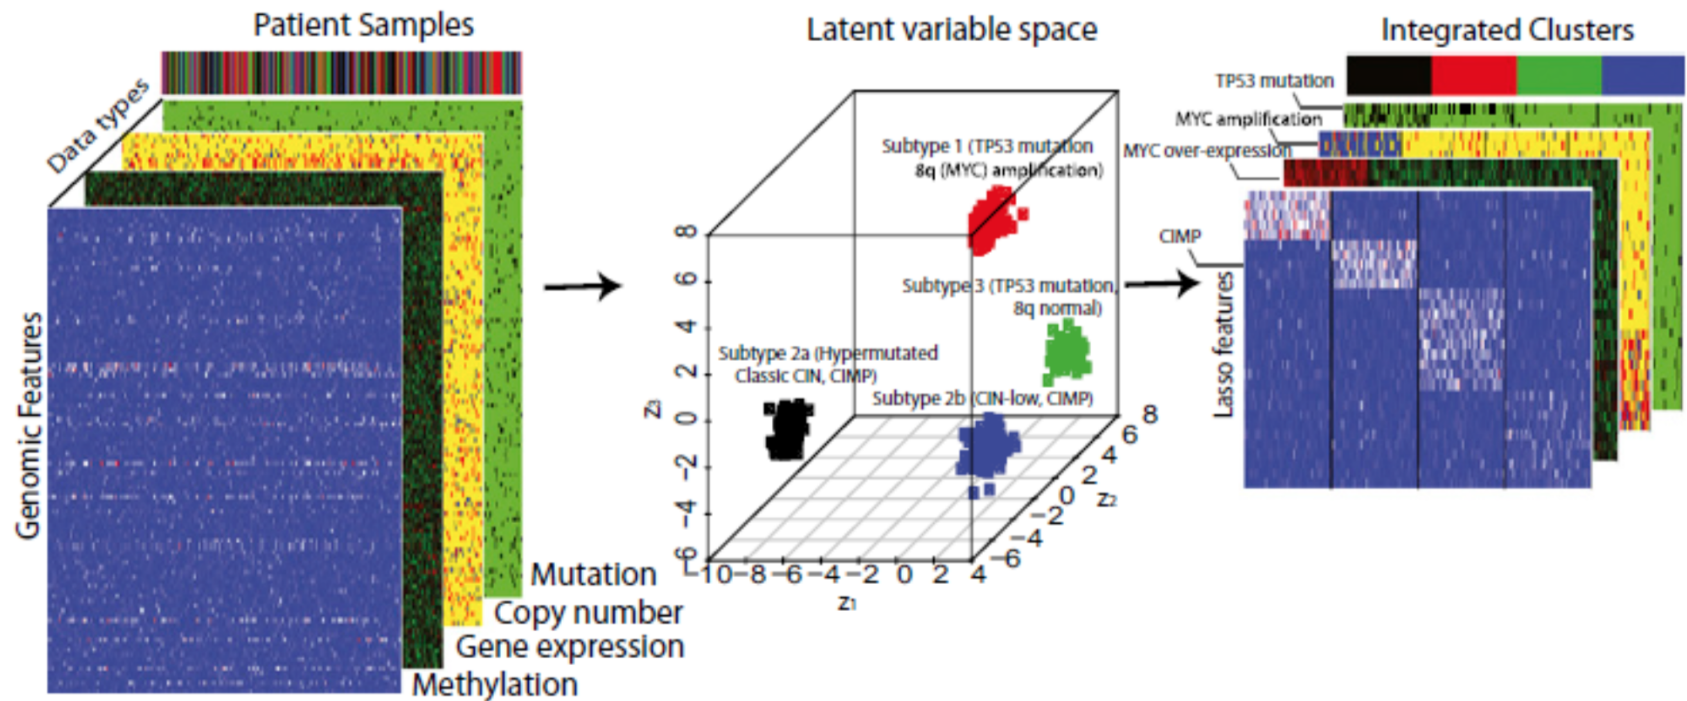 Patient Samples
Data types
Genomic Features
Mutation
Copy number
Gene expression
Methylation
Latent variable space
Subtype 1 (TP53 mutation
8q (MYC) amplification)
Subtype 3 (TP53 mutation,
8q normal)
Subtype 2a (Hypermutated
Classic CIN, CIMP)
Subtype 2b (CIN-low, CIMP)
z3
8
6
4
2
0
−2
−4
−6
−10 −8 −6 −4 −2 0 2 4
z1
8
6
4
2
0
−2
−4
−6
z2
Integrated Clusters
TP53 mutation
MYC amplification
MYC over-expression
CIMP
Lasso features